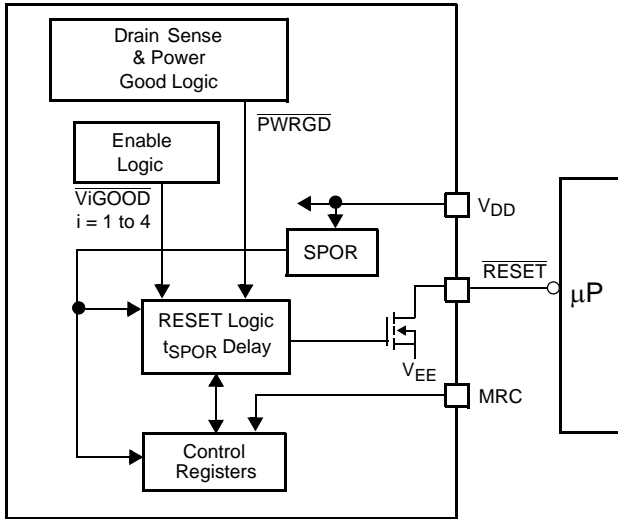 Drain Sense
& Power
Good Logic
PWRGD
Enable
Logic
ViGOOD
i = 1 to 4
VDD
SPOR
RESET
μP
RESET Logic
tSPOR Delay
VEE
MRC
Control
Registers